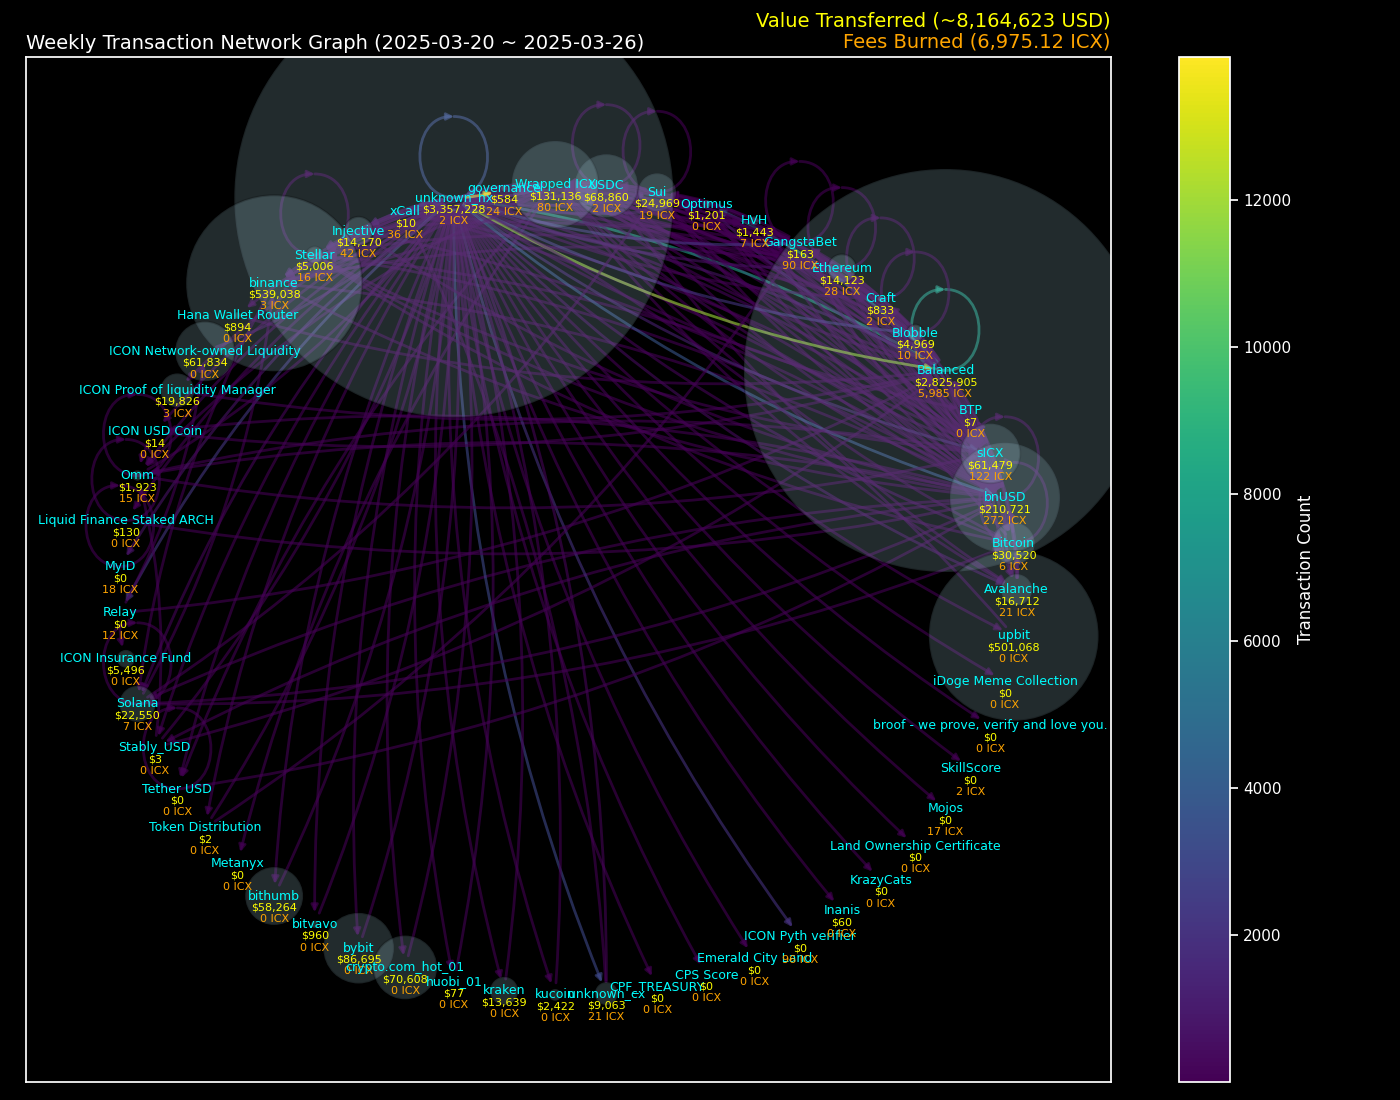 Value Transferred (~8,164,623 USD)
Weekly Transaction Network Graph (2025-03-20 ~ 2025-03-26)
Fees Burned (6,975.12 ICX)
governance
$584
24 ICX
Wrapped ICX
$131,136
80 ICX
USDC
$68,860
2 ICX
Sui
$24,969
19 ICX
Optimus
$1,201
0 ICX
HVH
$1,443
7 ICX
GangstaBet
$163
90 ICX
Ethereum
$14,123
28 ICX
Craft
$833
2 ICX
Blobble
$4,969
10 ICX
Balanced
$2,825,905
5,985 ICX
BTP
$7
0 ICX
sICX
$61,479
122 ICX
bnUSD
$210,721
272 ICX
Bitcoin
$30,520
6 ICX
Avalanche
$16,712
21 ICX
upbit
$501,068
0 ICX
iDoge Meme Collection
$0
0 ICX
broof - we prove, verify and love you.
$0
0 ICX
SkillScore
$0
2 ICX
Mojos
$0
17 ICX
Land Ownership Certificate
$0
0 ICX
KrazyCats
$0
0 ICX
Inanis
$60
ICON Pyth verifier
$0
Emerald City Land
$0
0 ICX
CPS Score
$0
0 ICX
CPF_TREASURY
$0
0 ICX
unknown_cx
$9,063
21 ICX
kucoin
$2,422
0 ICX
kraken
$13,639
0 ICX
huobi_01
$77
0 ICX
crypto.com_hot_01
$70,608
0 ICX
bybit
$86,695
0 ICX
bitvavo
$960
0 ICX
bithumb
$58,264
0 ICX
Metanyx
$0
0 ICX
Token Distribution
$2
0 ICX
Tether USD
$0
0 ICX
Stably_USD
$3
0 ICX
Solana
$22,550
7 ICX
ICON Insurance Fund
$5,496
0 ICX
Relay
$0
12 ICX
MyID
$0
18 ICX
Liquid Finance Staked ARCH
$130
0 ICX
Omm
$1,923
15 ICX
ICON USD Coin
$14
0 ICX
ICON Proof of liquidity Manager
$19,826
3 ICX
ICON Network-owned Liquidity
$61,834
0 ICX
Hana Wallet Router
$894
0 ICX
binance
$539,038
3 ICX
Stellar
$5,006
16 ICX
Injective
$14,170
42 ICX
xCall
$10
36 ICX
unknown_hx
$3,357,228
2 ICX
12000
10000
8000
6000
4000
2000
Transaction Count